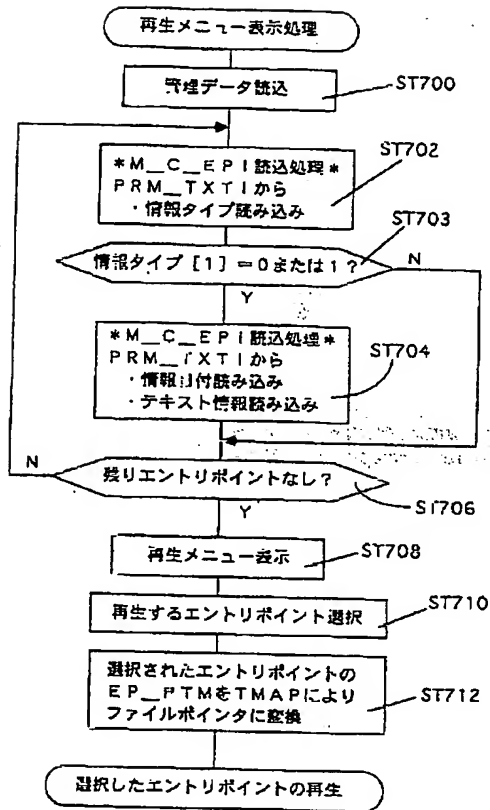 再生メニュー表示処理
管理データ読込
ST700
*M_C_EPI読込処理*
PRM_TXTIから
・情報タイプ読み込み
ST702
情報タイプ[1]=0または1?
ST703
N
Y
*M_C_EPI読込処理*
PRM_TXTIから
・情報日付読み込み
・テキスト情報読み込み
ST704
残りエントリポイントなし?
ST706
N
Y
再生メニュー表示
ST708
再生するエントリポイント選択
ST710
選択されたエントリポイントの
EP_PTMをTMAPにより
ファイルポインタに変換
ST712
選択したエントリポイントの再生